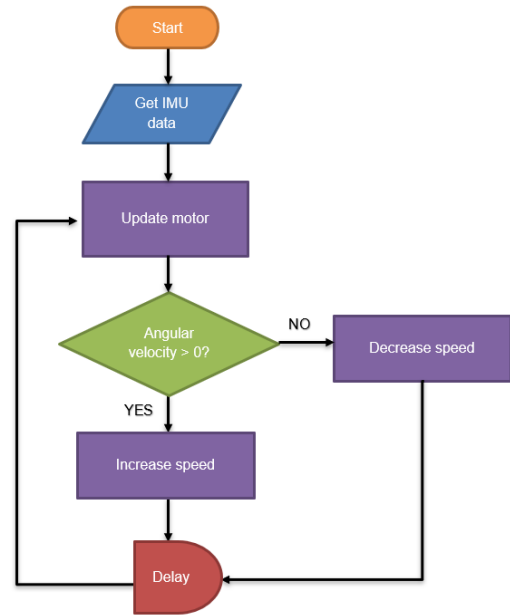 Start
Get IMU
data
Update motor
Angular
velocity > 0?
NO
Decrease speed
YES
Increase speed
Delay